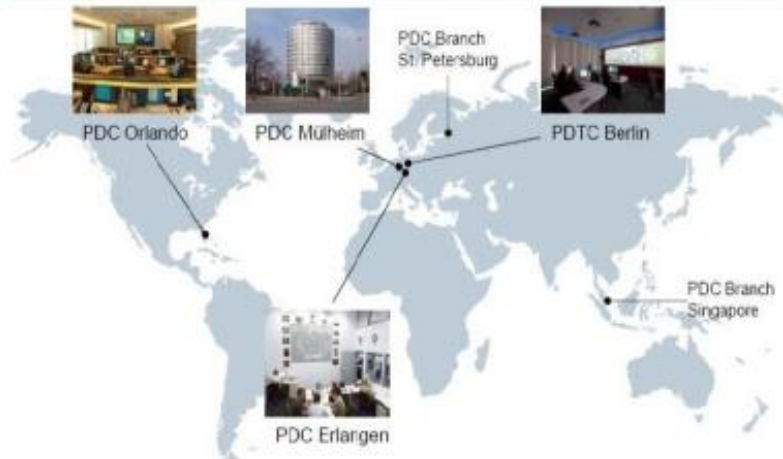 PDC Branch
St. Petersburg
PDC Orlando
PDC Mülheim
PDTC Berlin
PDC Branch
Singapore
PDC Erlangen